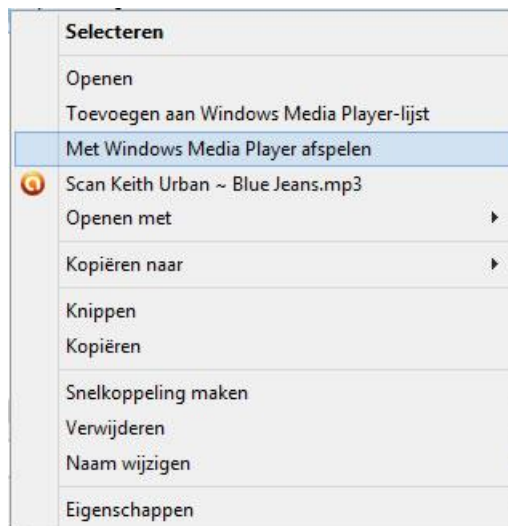 Selecteren
Openen
Toevoegen aan Windows Media Player-lijst
Met Windows Media Player afspelen
Scan Keith Urban ~ Blue Jeans.mp3
Openen met
Kopiëren naar
Knippen
Kopiëren
Snelkoppeling maken
Verwijderen
Naam wijzigen
Eigenschappen